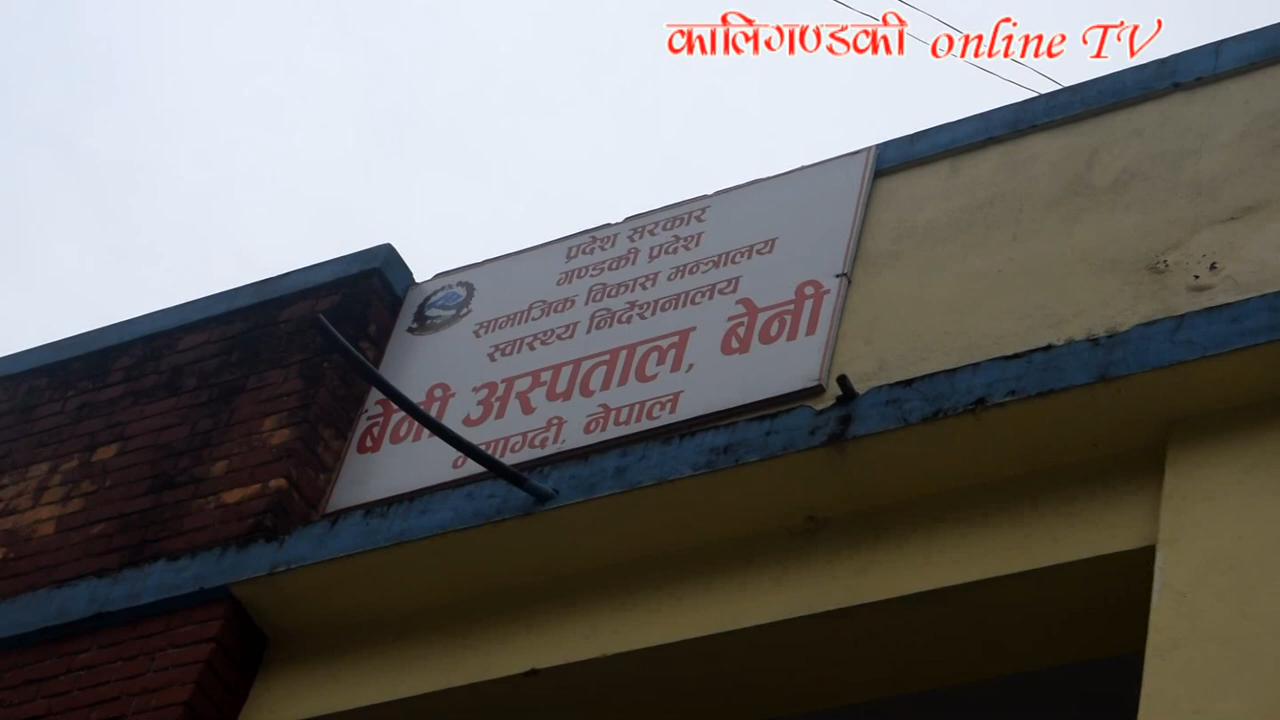 कालिगण्डकी online TV
प्रदेश सरकार
गण्डकी प्रदेश
सामाजिक विकास मन्त्रालय
स्वास्थ्य निर्देशनालय
बेनी अस्पताल, बेनी
म्याग्दी, नेपाल